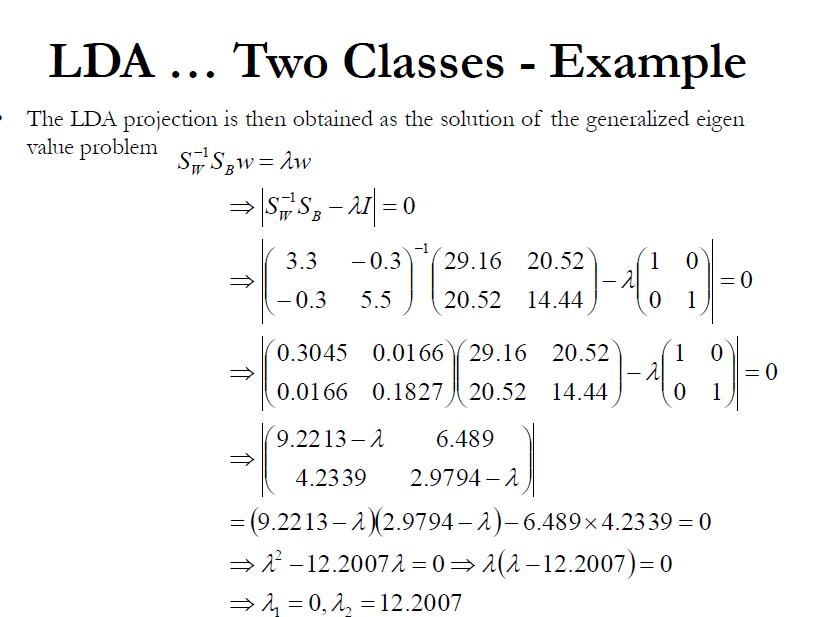 LDA … Two Classes - Example
• The LDA projection is then obtained as the solution of the generalized eigen
value problem S_W^{-1} S_B w = λw
⇒ |S_W^{-1} S_B − λI| = 0
⇒ |( 3.3 −0.3 ; −0.3 5.5 )^{-1} ( 29.16 20.52 ; 20.52 14.44 ) − λ ( 1 0 ; 0 1 )| = 0
⇒ |( 0.3045 0.0166 ; 0.0166 0.1827 ) ( 29.16 20.52 ; 20.52 14.44 ) − λ ( 1 0 ; 0 1 )| = 0
⇒ |( 9.2213 − λ 6.489 ; 4.2339 2.9794 − λ )|
= (9.2213 − λ)(2.9794 − λ) − 6.489 × 4.2339 = 0
⇒ λ² − 12.2007λ = 0 ⇒ λ(λ − 12.2007) = 0
⇒ λ₁ = 0, λ₂ = 12.2007